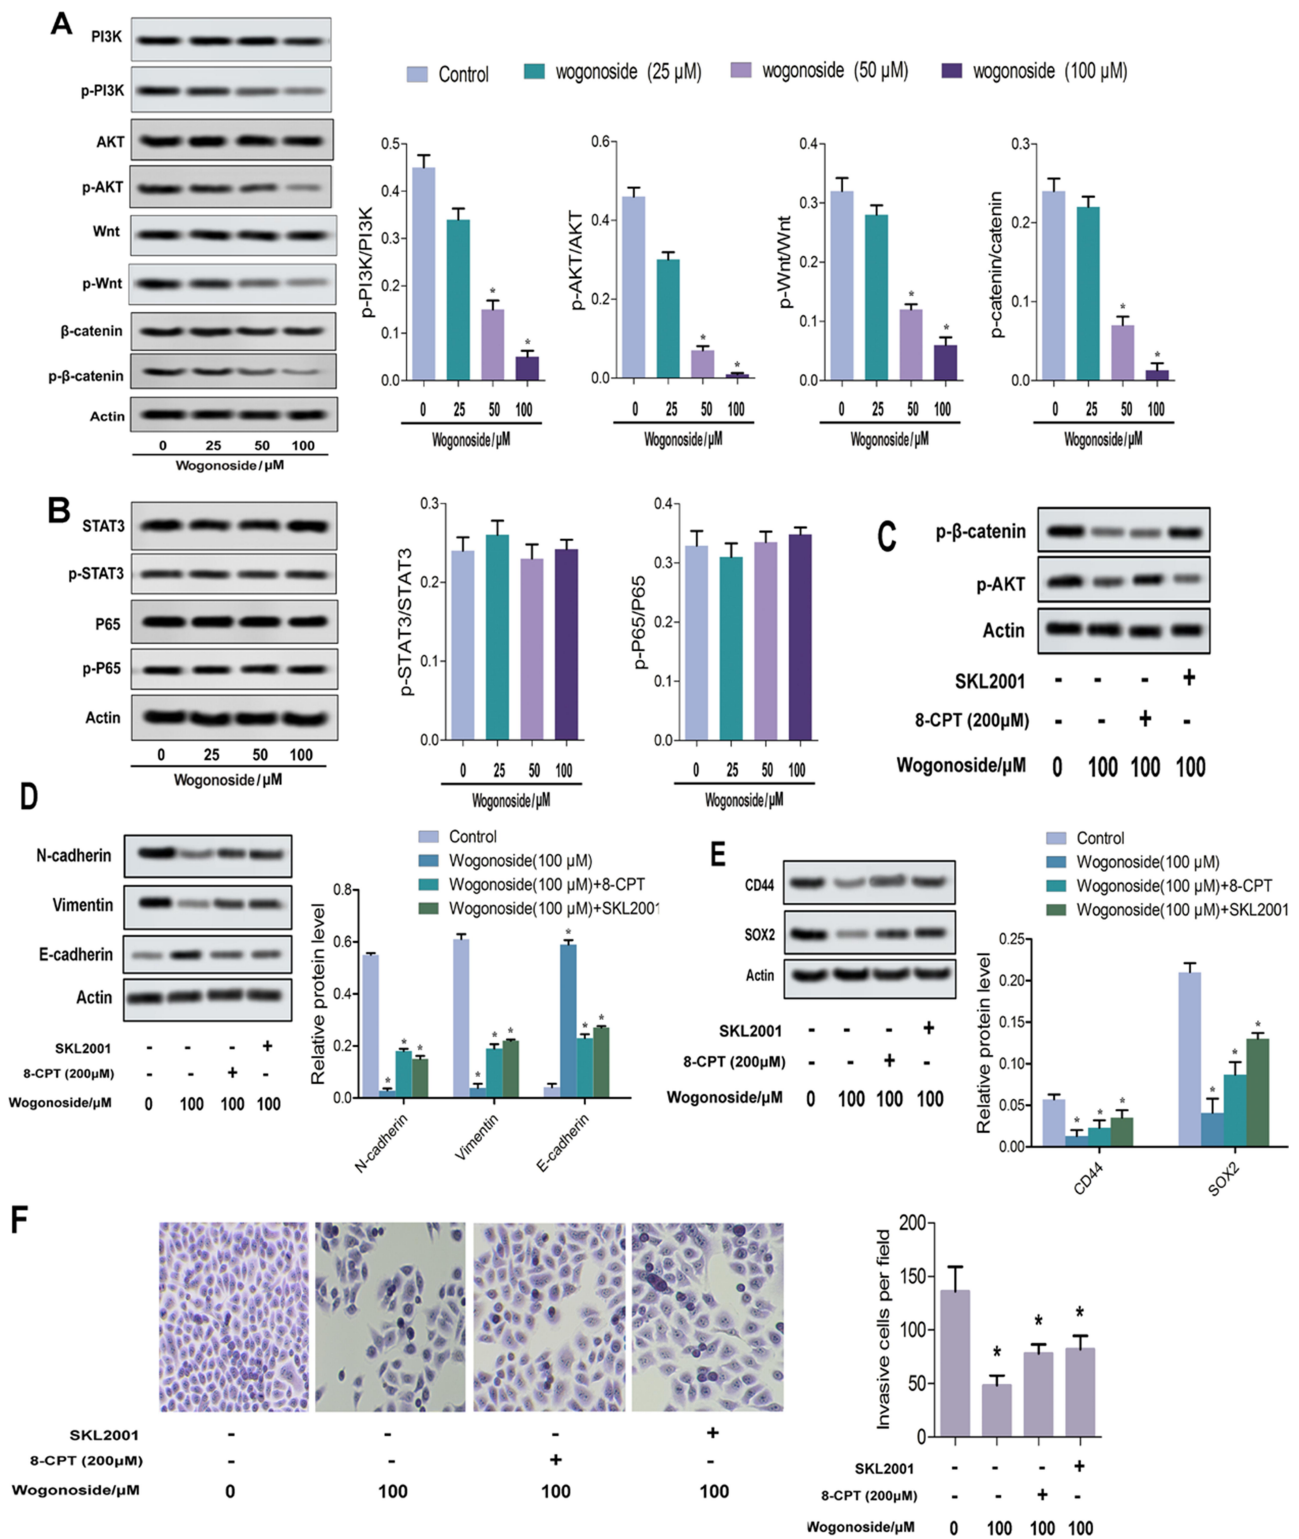 A
PI3K
p-PI3K
AKT
p-AKT
Wnt
p-Wnt
β-catenin
p-β-catenin
Actin
0 25 50 100
Wogonoside/μM
Control wogonoside (25 μM) wogonoside (50 μM) wogonoside (100 μM)
p-PI3K/PI3K
0.5
0.4
0.3
0.2
0.1
0.0
* *
0 25 50 100
Wogonoside/μM
p-AKT/AKT
0.6
0.4
0.2
0.0
* *
0 25 50 100
Wogonoside/μM
p-Wnt/Wnt
0.4
0.3
0.2
0.1
0.0
* *
0 25 50 100
Wogonoside/μM
p-catenin/catenin
0.3
0.2
0.1
0.0
* *
0 25 50 100
Wogonoside/μM
B
STAT3
p-STAT3
P65
p-P65
Actin
0 25 50 100
Wogonoside/μM
p-STAT3/STAT3
0.3
0.2
0.1
0.0
0 25 50 100
Wogonoside/μM
p-P65/P65
0.4
0.3
0.2
0.1
0.0
0 25 50 100
Wogonoside/μM
C
p-β-catenin
p-AKT
Actin
SKL2001 - - - +
8-CPT (200μM) - - + -
Wogonoside/μM 0 100 100 100
D
N-cadherin
Vimentin
E-cadherin
Actin
SKL2001 - - - +
8-CPT (200μM) - - + -
Wogonoside/μM 0 100 100 100
Control
Wogonoside(100 μM)
Wogonoside(100 μM)+8-CPT
Wogonoside(100 μM)+SKL2001
Relative protein level
0.8
0.6
0.4
0.2
0.0
* * * * * * * * *
N-cadherin Vimentin E-cadherin
E
CD44
SOX2
Actin
SKL2001 - - - +
8-CPT (200μM) - - + -
Wogonoside/μM 0 100 100 100
Control
Wogonoside(100 μM)
Wogonoside(100 μM)+8-CPT
Wogonoside(100 μM)+SKL2001
Relative protein level
0.25
0.20
0.15
0.10
0.05
0.00
* * * * * *
CD44 SOX2
F
SKL2001 - - - +
8-CPT (200μM) - - + -
Wogonoside/μM 0 100 100 100
Invasive cells per field
200
150
100
50
0
* * *
SKL2001 - - - +
8-CPT (200μM) - - + -
Wogonoside/μM 0 100 100 100